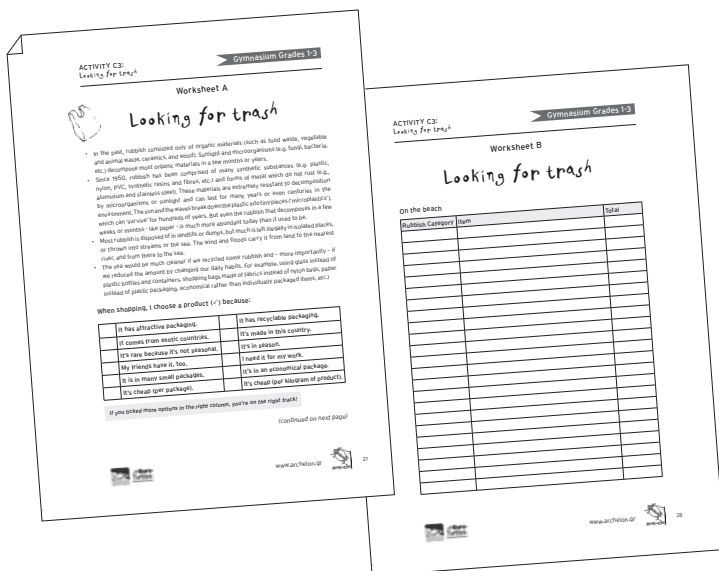 ACTIVITY C3:
Looking for trash
Gymnasium Grades 1-3
Worksheet A
Looking for trash
• In the past, rubbish consisted only of organic materials (such as food waste, vegetable
and animal waste, ceramics, and wood). Sunlight and microorganisms (e.g. fungi, bacteria,
etc.) decompose most organic materials in a few months or years.
• Since 1950, rubbish has been comprised of many synthetic substances (e.g. plastic,
nylon, PVC, synthetic resins and fibres, etc.) and forms of metal which do not rust (e.g.,
aluminium and stainless steel). These materials are extremely resistant to decomposition
by microorganisms or sunlight and can last for many years or even centuries in the
environment. The sun and the waves break down the plastic into tiny pieces ('microplastics'),
which can 'survive' for hundreds of years. But even the rubbish that decomposes in a few
weeks or months - like paper - is much more abundant today than it used to be.
• Most rubbish is disposed of in landfills or dumps, but much is left illegally in isolated places,
or thrown into streams or the sea. The wind and floods carry it from land to the nearest
river, and from there to the sea.
• The sea would be much cleaner if we recycled some rubbish and – more importantly – if
we reduced the amount by changing our daily habits. For example, using glass instead of
plastic bottles and containers, shopping bags made of fabrics instead of nylon bags, paper
instead of plastic packaging, economical rather than individually packaged items, etc.)
When shopping, I choose a product (✓) because:
It has attractive packaging. It has recyclable packaging.
It comes from exotic countries. It's made in this country.
It's rare because it's not seasonal. It's in season.
My friends have it, too. I need it for my work.
It is in many small packages. It's in an economical package.
It's cheap (per package). It's cheap (per kilogram of product).
If you ticked more options in the right column, you're on the right track!
(continued on next page)
www.archelon.gr
27
ACTIVITY C3:
Looking for trash
Gymnasium Grades 1-3
Worksheet B
Looking for trash
On the beach
Rubbish Category Item Total
www.archelon.gr